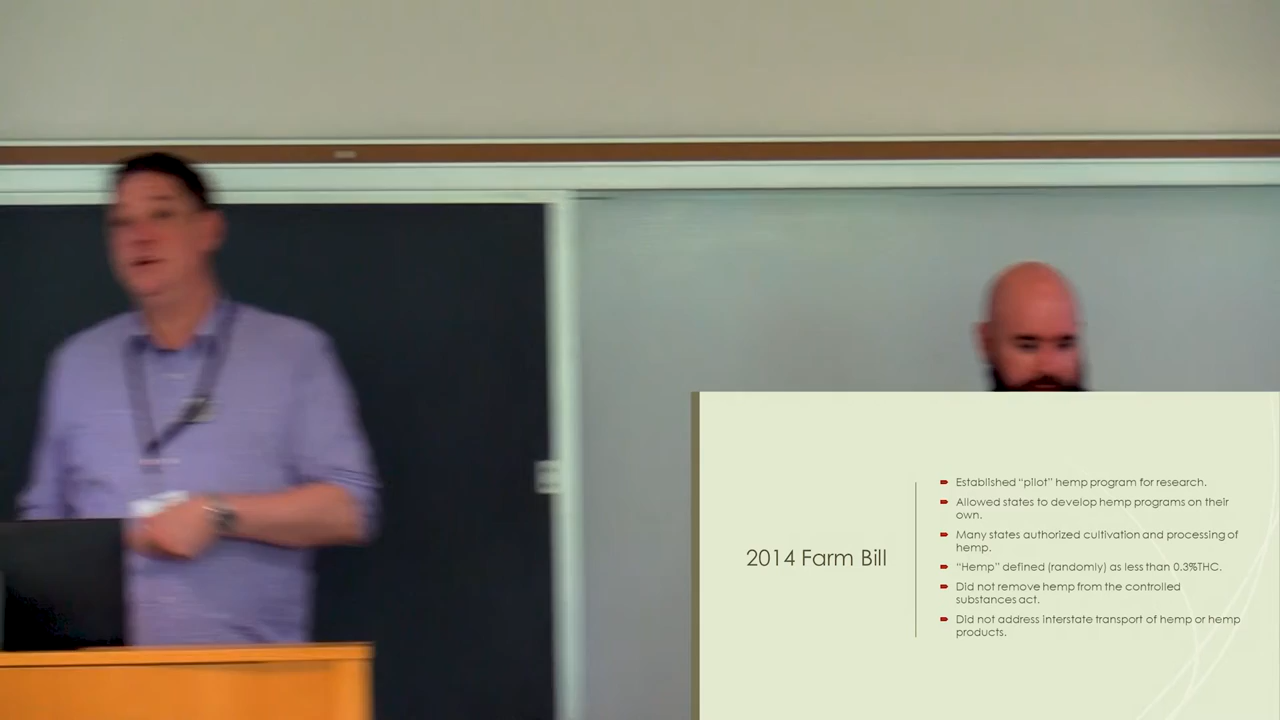 2014 Farm Bill
Established "pilot" hemp program for research.
Allowed states to develop hemp programs on their
own.
Many states authorized cultivation and processing of
hemp.
"Hemp" defined (randomly) as less than 0.3%THC.
Did not remove hemp from the controlled
substances act.
Did not address interstate transport of hemp or hemp
products.